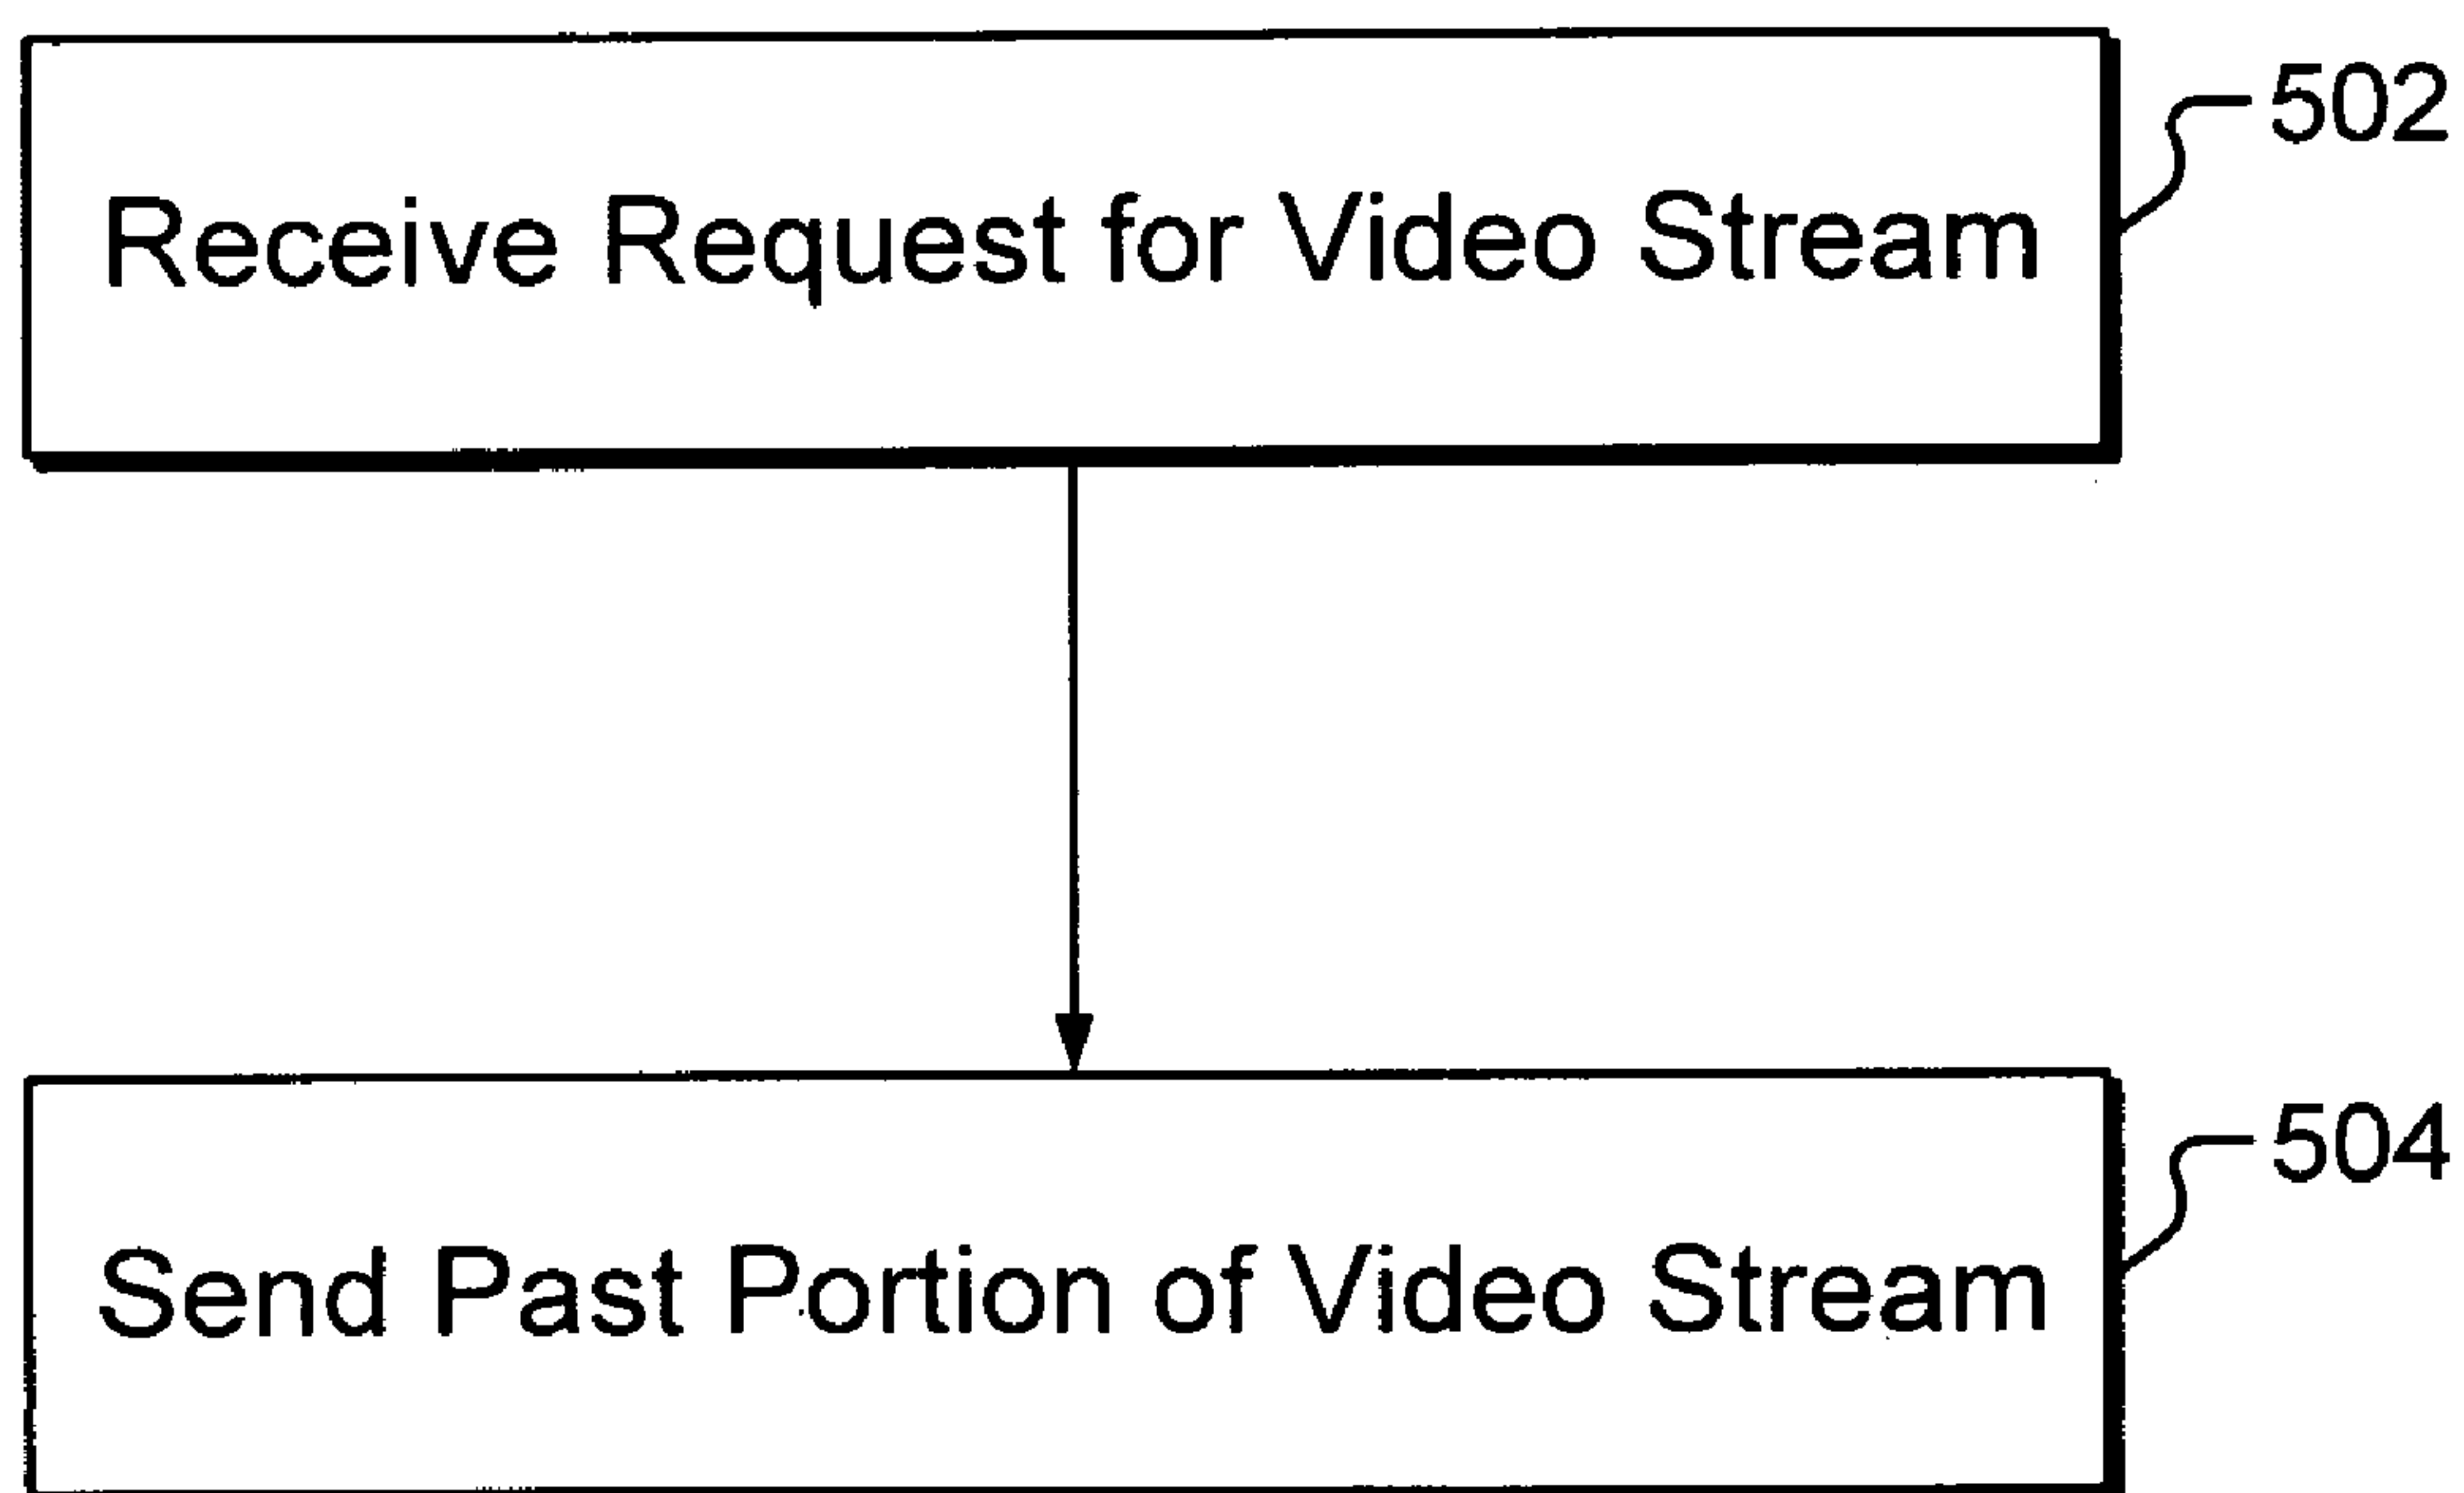 502
Receive Request for Video Stream
504
Send Past Portion of Video Stream